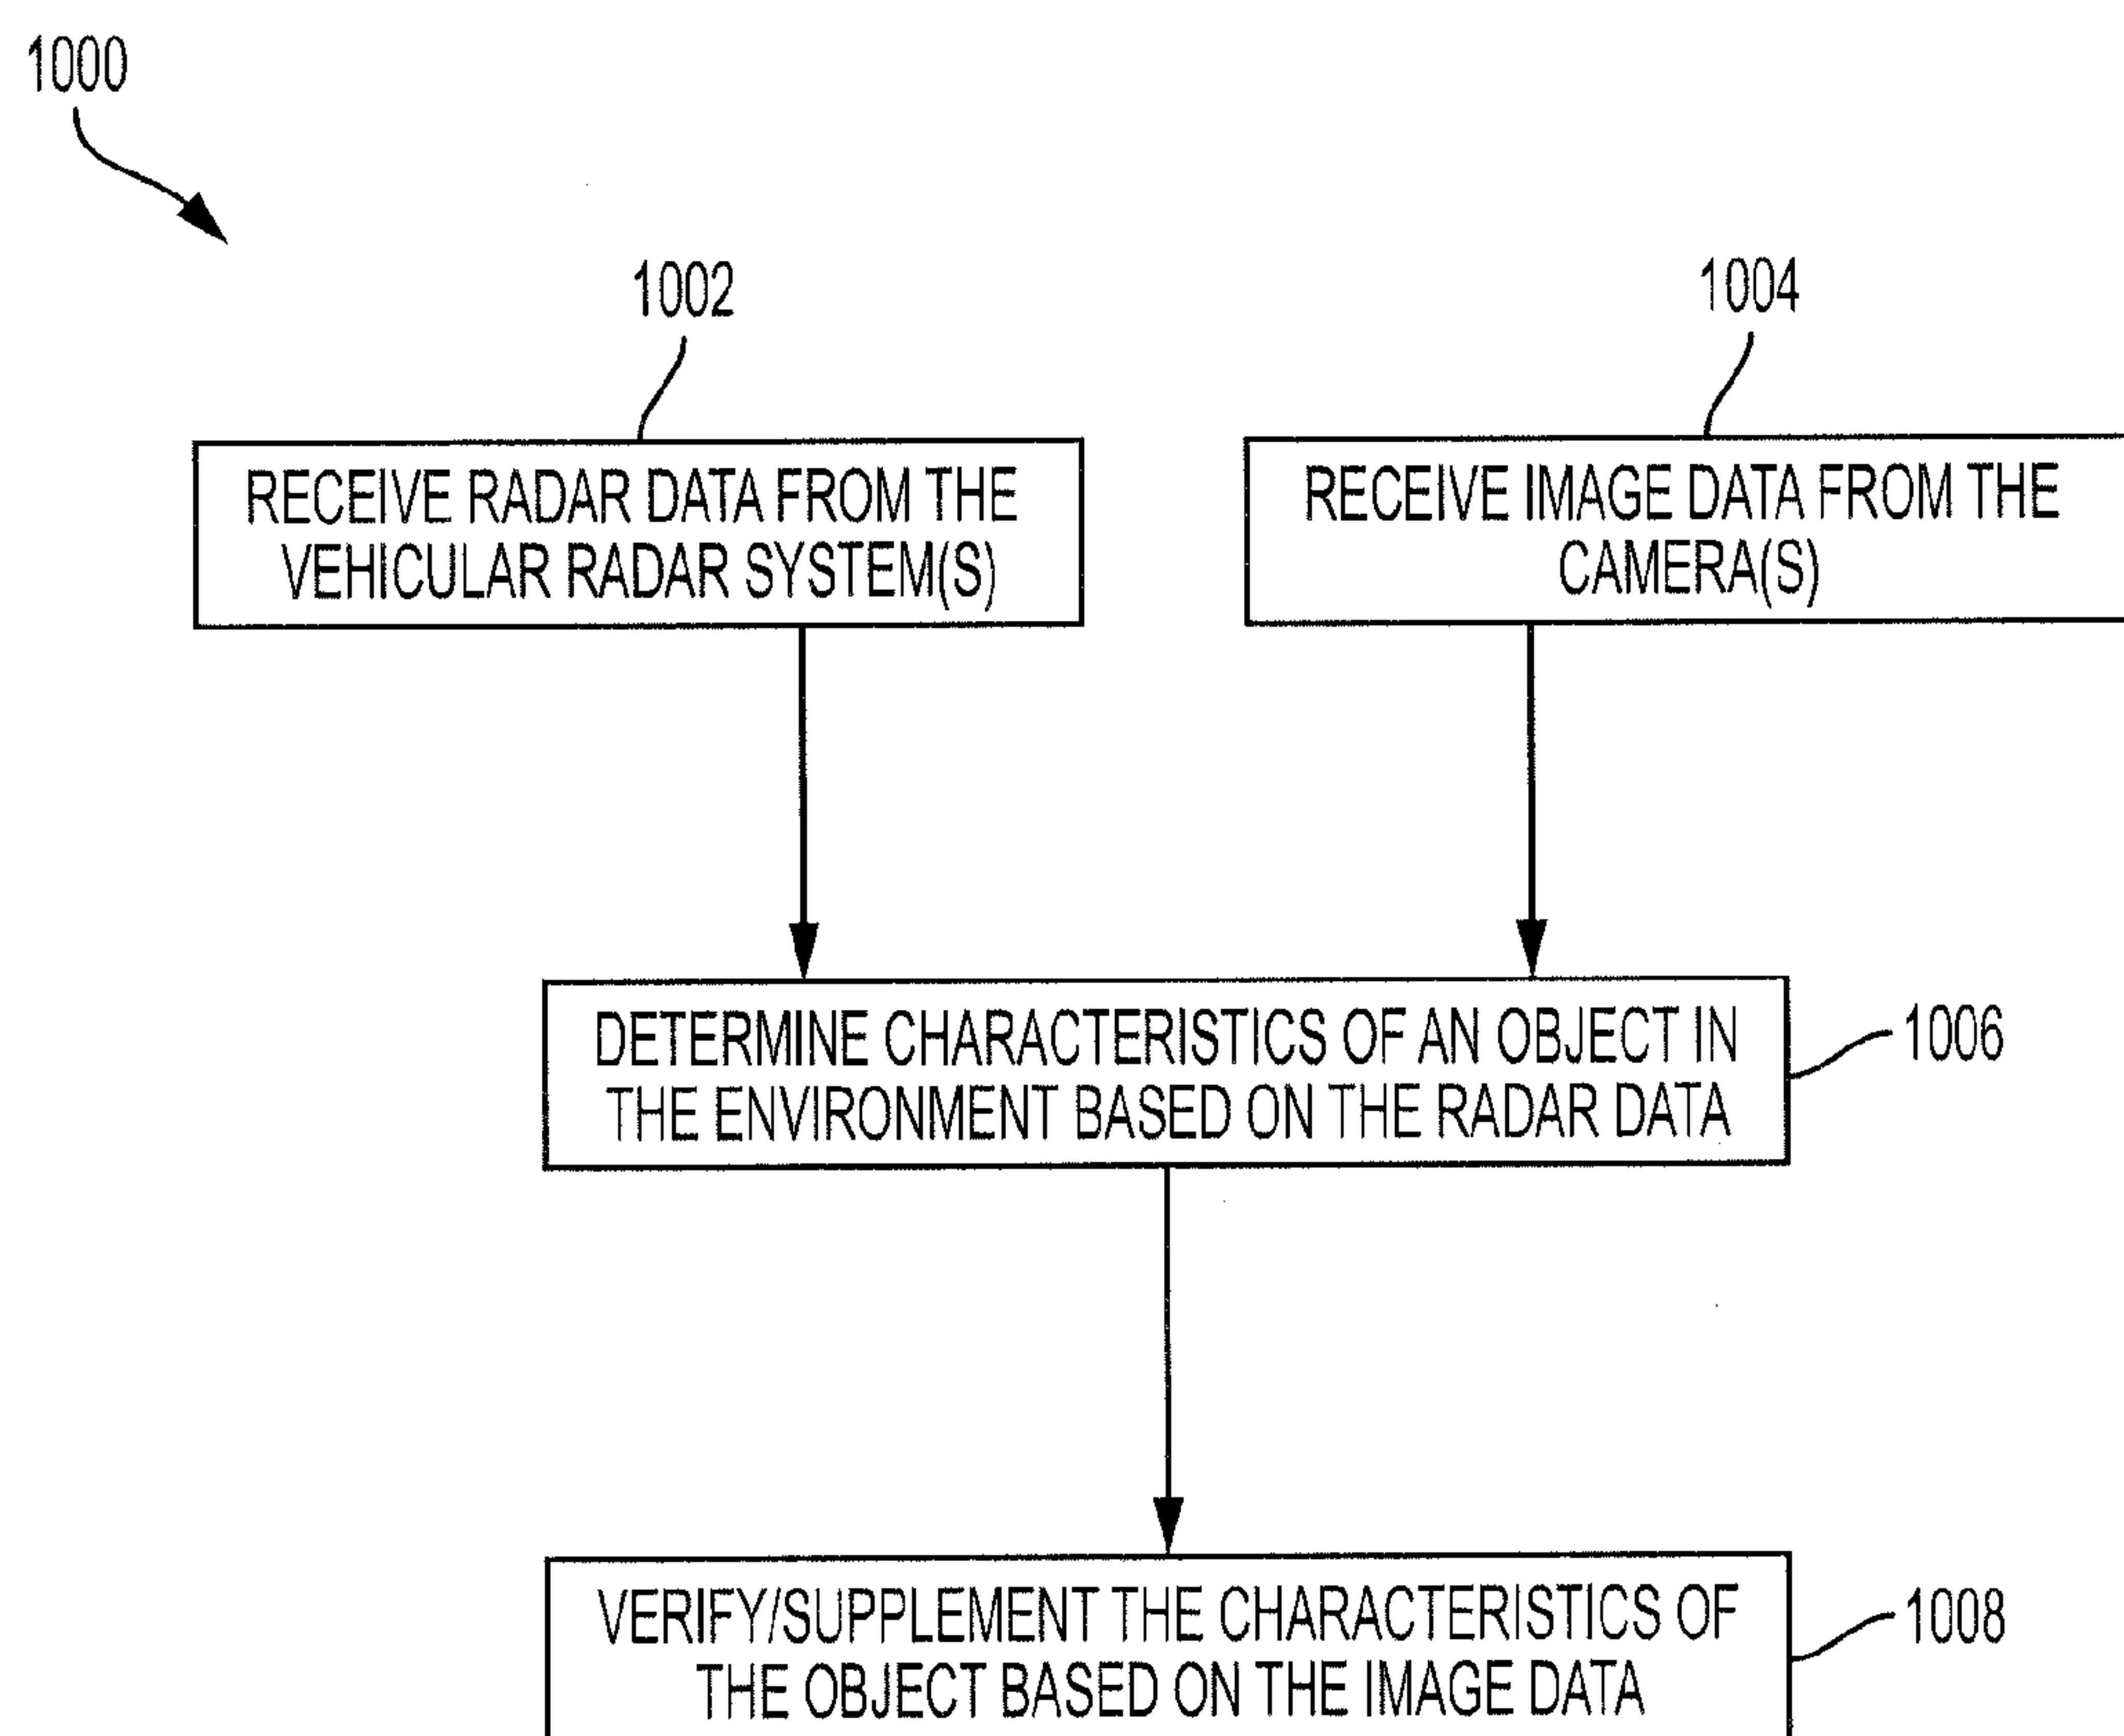 1000
1002
1004
RECEIVE RADAR DATA FROM THE
VEHICULAR RADAR SYSTEM(S)
RECEIVE IMAGE DATA FROM THE
CAMERA(S)
DETERMINE CHARACTERISTICS OF AN OBJECT IN
THE ENVIRONMENT BASED ON THE RADAR DATA
1006
VERIFY/SUPPLEMENT THE CHARACTERISTICS OF
THE OBJECT BASED ON THE IMAGE DATA
1008